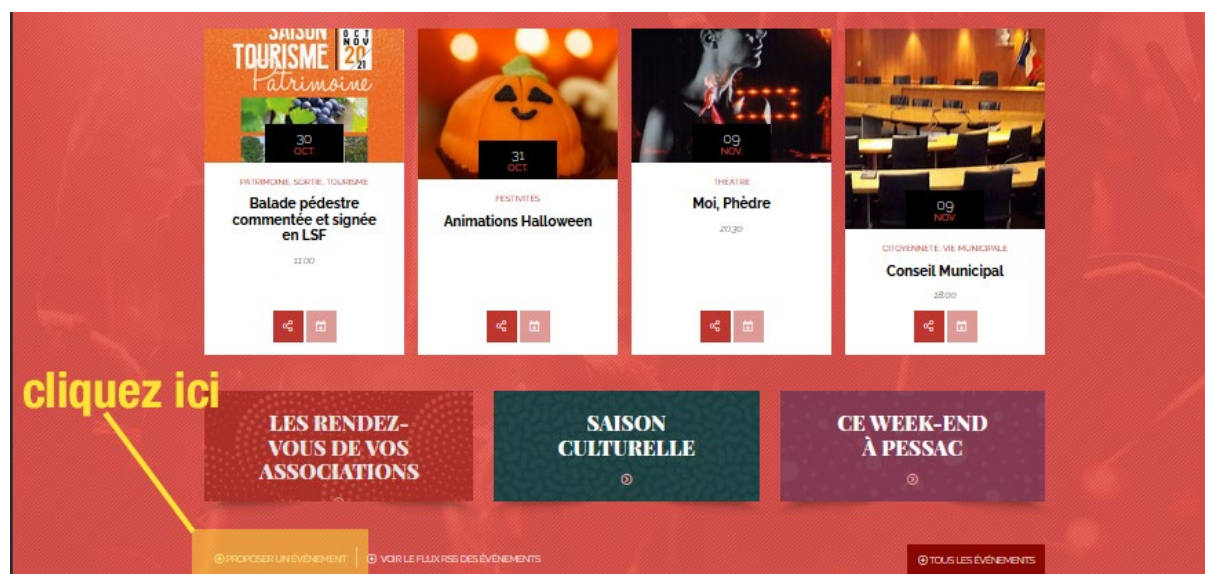 SAISON
TOURISME
OCT
NOV
20
21
Patrimoine
30
OCT.
PATRIMOINE, SORTIE, TOURISME
Balade pédestre
commentée et signée
en LSF
11:00
31
OCT.
FESTIVITÉS
Animations Halloween
09
NOV.
THÉÂTRE
Moi, Phèdre
20:30
09
NOV.
CITOYENNETÉ, VIE MUNICIPALE
Conseil Municipal
18:00
cliquez ici
LES RENDEZ-
VOUS DE VOS
ASSOCIATIONS
SAISON
CULTURELLE
CE WEEK-END
À PESSAC
PROPOSER UN ÉVÉNEMENT
VOIR LE FLUX RSS DES ÉVÉNEMENTS
TOUS LES ÉVÉNEMENTS